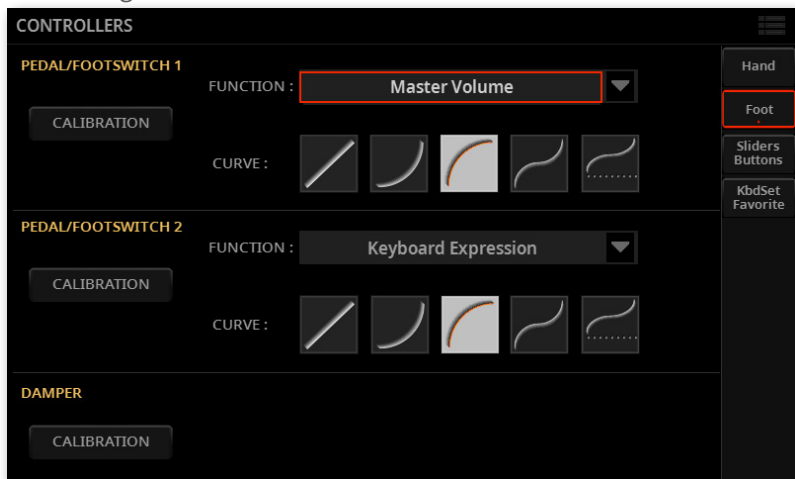 CONTROLLERS
PEDAL/FOOTSWITCH 1
FUNCTION :
Master Volume
CALIBRATION
CURVE :
PEDAL/FOOTSWITCH 2
FUNCTION :
Keyboard Expression
CALIBRATION
CURVE :
DAMPER
CALIBRATION
Hand
Foot
Sliders
Buttons
KbdSet
Favorite